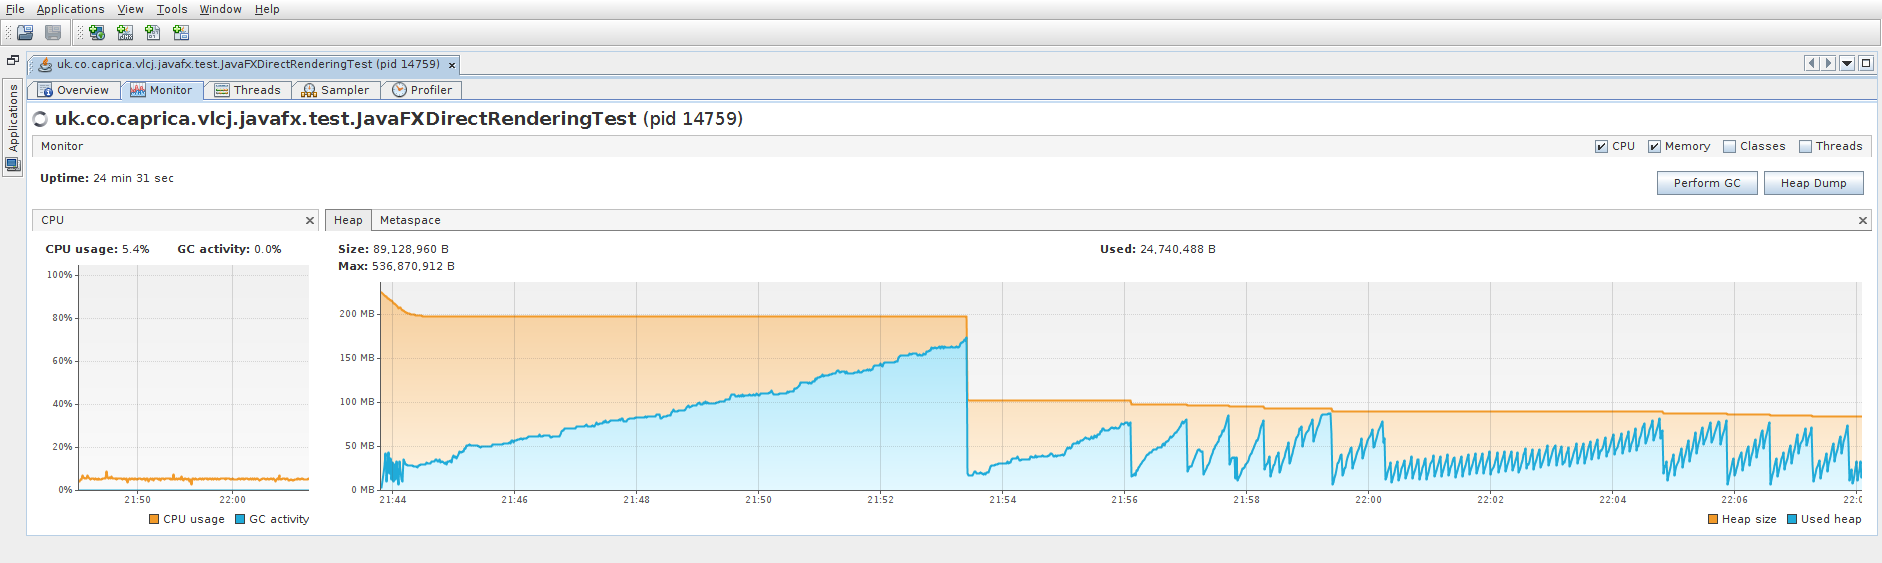 File Applications View Tools Window Help
uk.co.caprica.vlcj.javafx.test.JavaFXDirectRenderingTest (pid 14759)
Applications
Overview Monitor Threads Sampler Profiler
uk.co.caprica.vlcj.javafx.test.JavaFXDirectRenderingTest (pid 14759)
Monitor CPU Memory Classes Threads
Uptime: 24 min 31 sec
Perform GC Heap Dump
CPU Heap Metaspace
CPU usage: 5.4% GC activity: 0.0%
Size: 89,128,960 B Used: 24,740,488 B
Max: 536,870,912 B
100%
80%
60%
40%
20%
0%
21:50 22:00
CPU usage GC activity
200 MB
150 MB
100 MB
50 MB
0 MB
21:44 21:46 21:48 21:50 21:52 21:54 21:56 21:58 22:00 22:02 22:04 22:06
Heap size Used heap